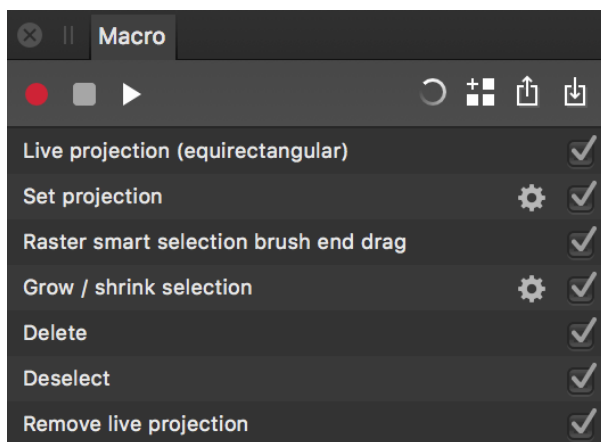 Macro
Live projection (equirectangular)
Set projection
Raster smart selection brush end drag
Grow / shrink selection
Delete
Deselect
Remove live projection